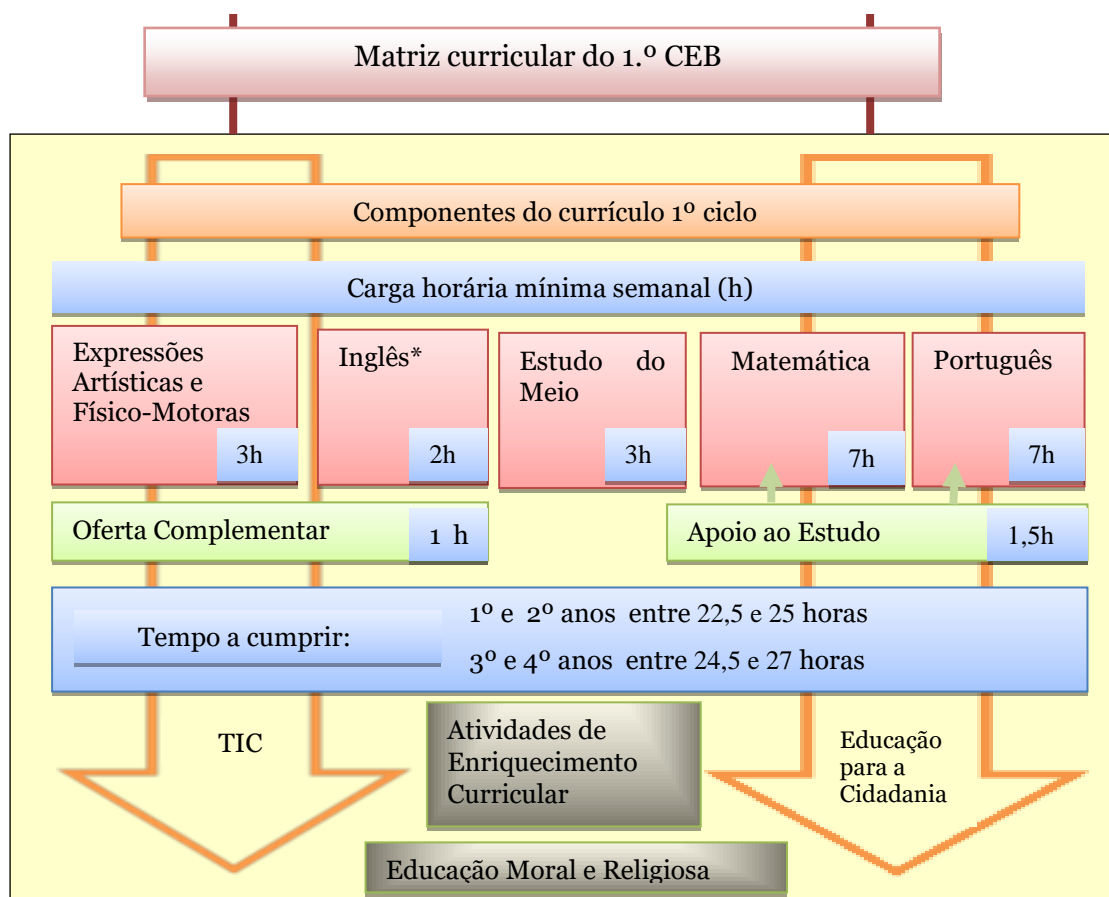 Matriz curricular do 1.º CEB
Componentes do currículo 1º ciclo
Carga horária mínima semanal (h)
Expressões
Artísticas e
Físico-Motoras
3h
Inglês*
2h
Estudo do
Meio
3h
Matemática
7h
Português
7h
Oferta Complementar
1 h
Apoio ao Estudo
1,5h
Tempo a cumprir:
1º e 2º anos entre 22,5 e 25 horas
3º e 4º anos entre 24,5 e 27 horas
TIC
Atividades de
Enriquecimento
Curricular
Educação
para a
Cidadania
Educação Moral e Religiosa